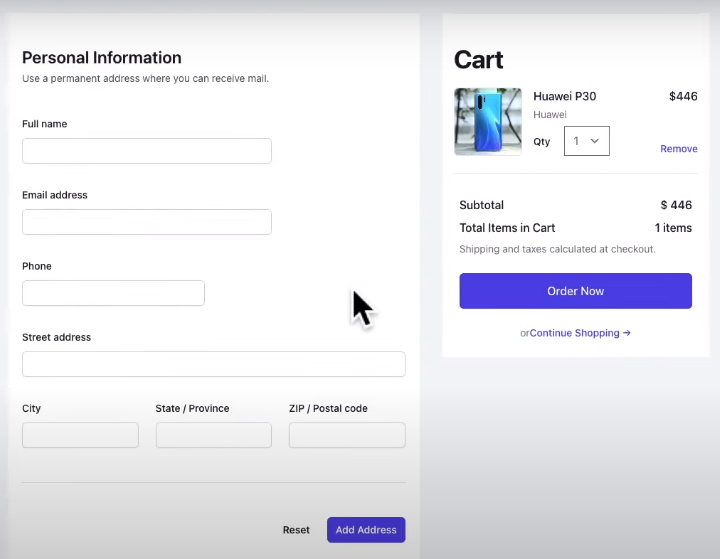 Personal Information
Use a permanent address where you can receive mail.
Full name
Email address
Phone
Street address
City State / Province ZIP / Postal code
Reset Add Address
Cart
Huawei P30 $446
Huawei
Qty 1
Remove
Subtotal $ 446
Total Items in Cart 1 items
Shipping and taxes calculated at checkout.
Order Now
orContinue Shopping →